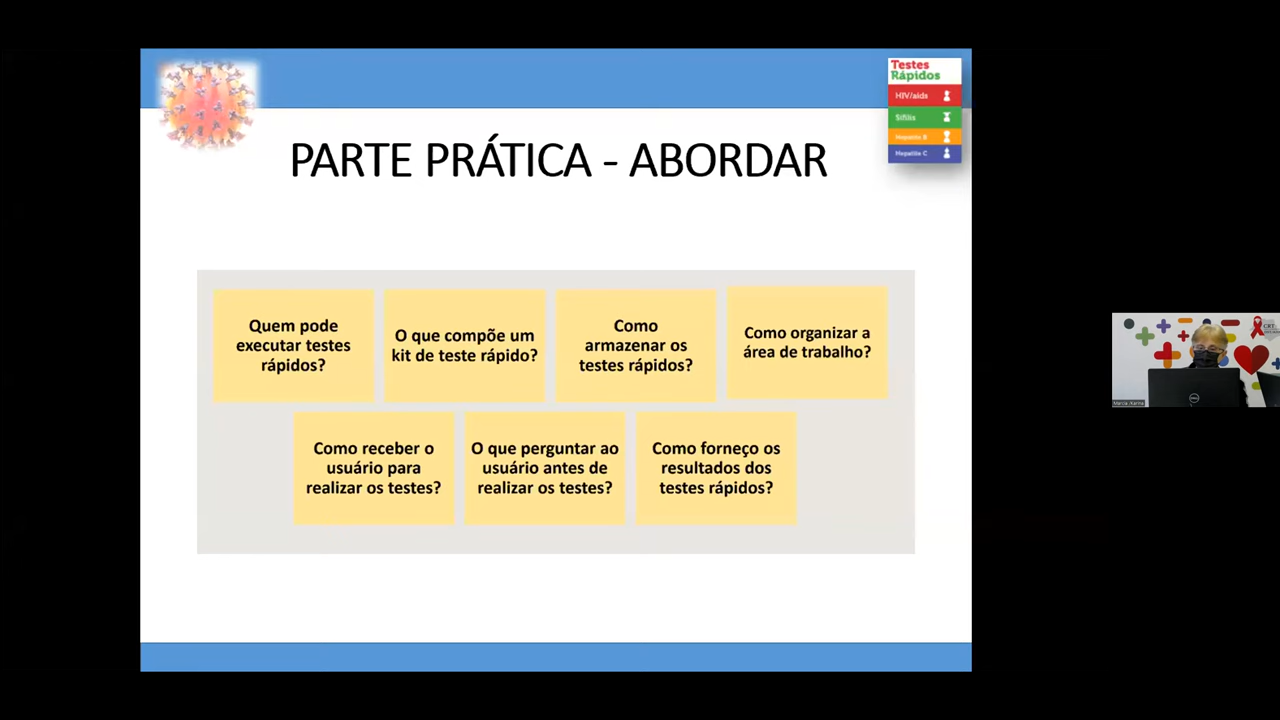 Testes
Rápidos
HIV/aids
Sífilis
Hepatite B
Hepatite C
PARTE PRÁTICA - ABORDAR
Quem pode
executar testes
rápidos?
O que compõe um
kit de teste rápido?
Como
armazenar os
testes rápidos?
Como organizar a
área de trabalho?
Como receber o
usuário para
realizar os testes?
O que perguntar ao
usuário antes de
realizar os testes?
Como forneço os
resultados dos
testes rápidos?
CRT
DELL